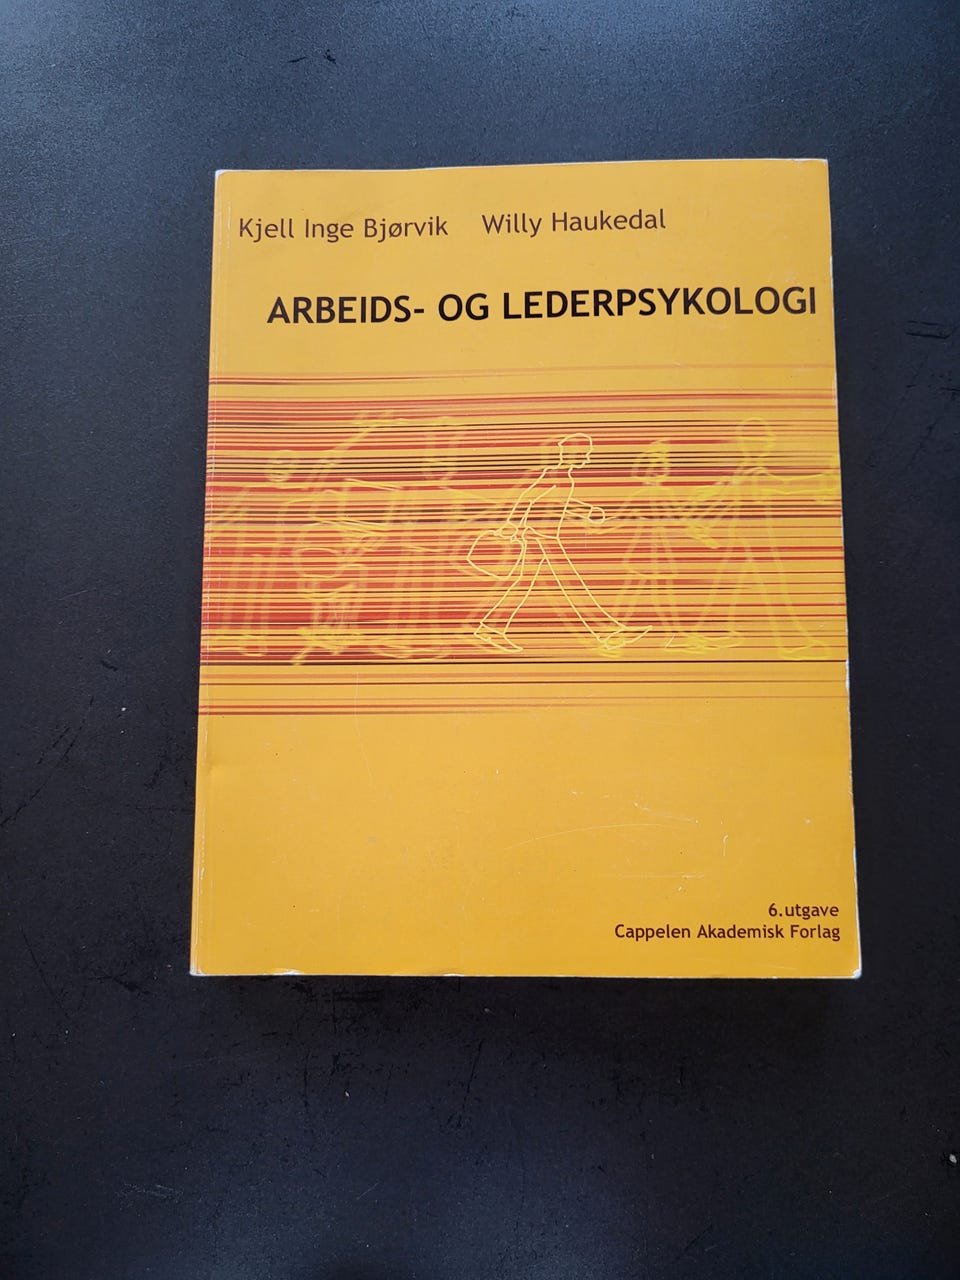 Kjell Inge Bjørvik Willy Haukedal
ARBEIDS- OG LEDERPSYKOLOGI
6.utgave
Cappelen Akademisk Forlag